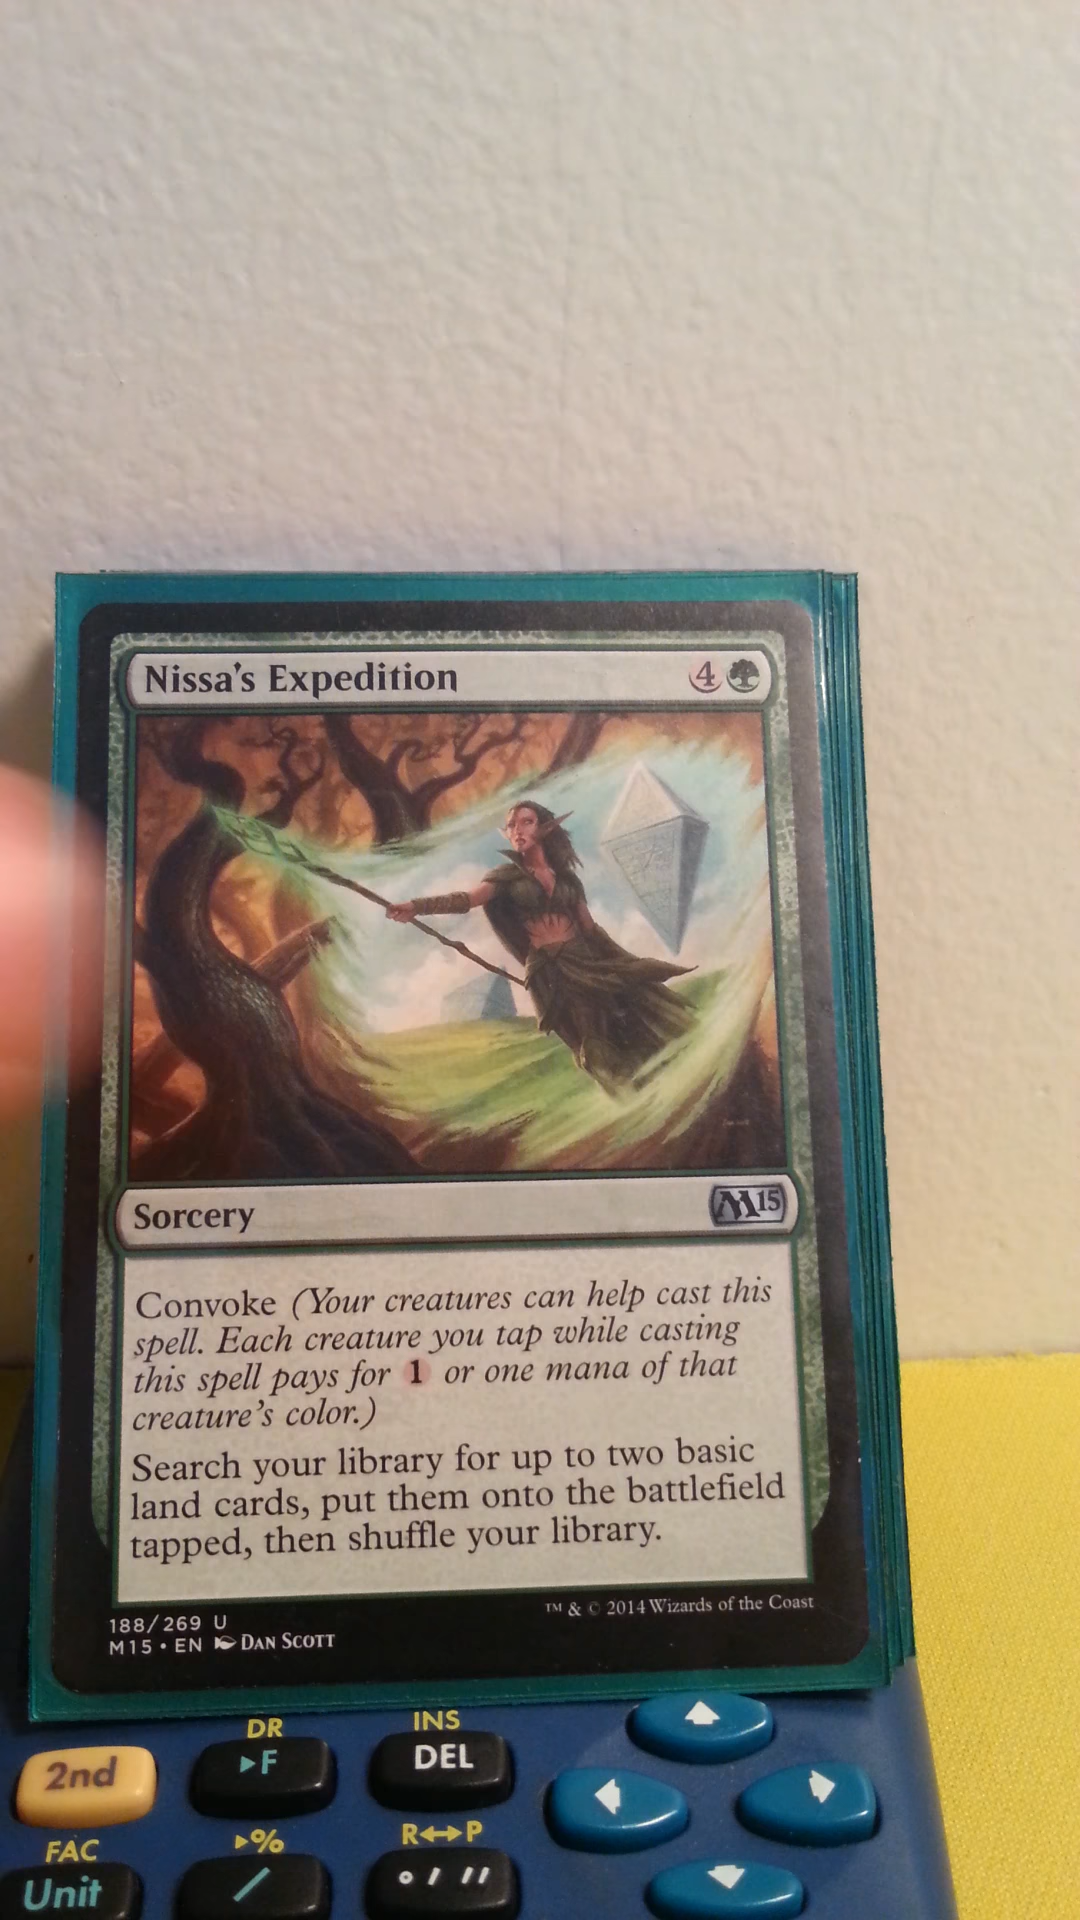 Nissa's Expedition 4
Sorcery M15
Convoke (Your creatures can help cast this
spell. Each creature you tap while casting
this spell pays for 1 or one mana of that
creature's color.)
Search your library for up to two basic
land cards, put them onto the battlefield
tapped, then shuffle your library.
188/269 U
™ & © 2014 Wizards of the Coast
M15 • EN DAN SCOTT
DR INS
2nd ▸F DEL
FAC ▸% R↔P
Unit / ° ' "